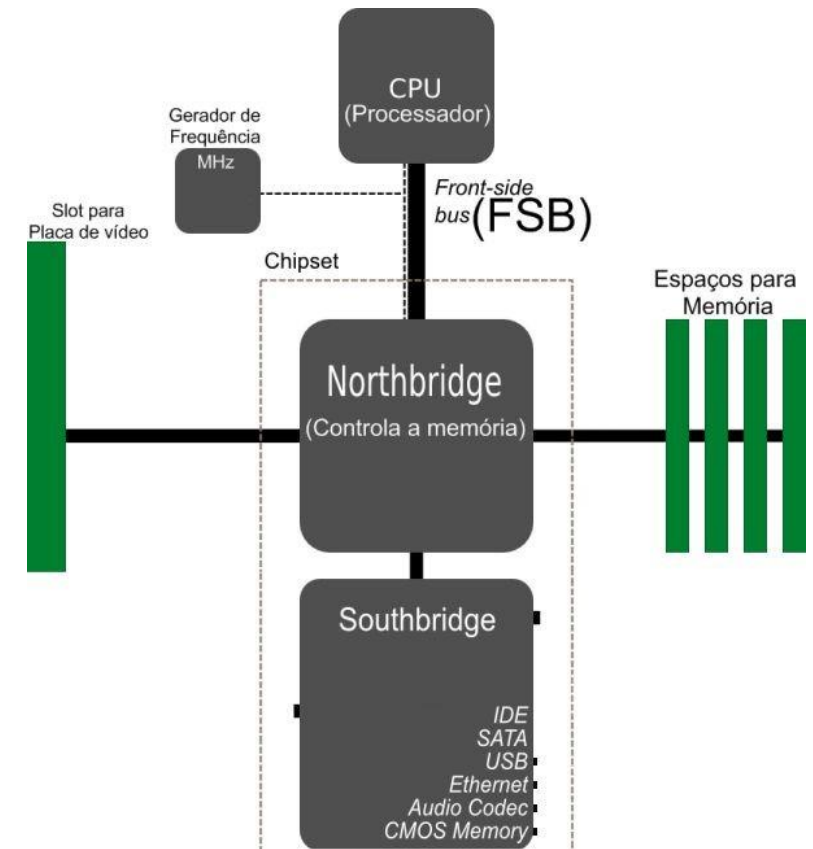 CPU
(Processador)
Gerador de
Frequência
MHz
Front-side
bus(FSB)
Slot para
Placa de vídeo
Chipset
Espaços para
Memória
Northbridge
(Controla a memória)
Southbridge
IDE
SATA
USB
Ethernet
Audio Codec
CMOS Memory